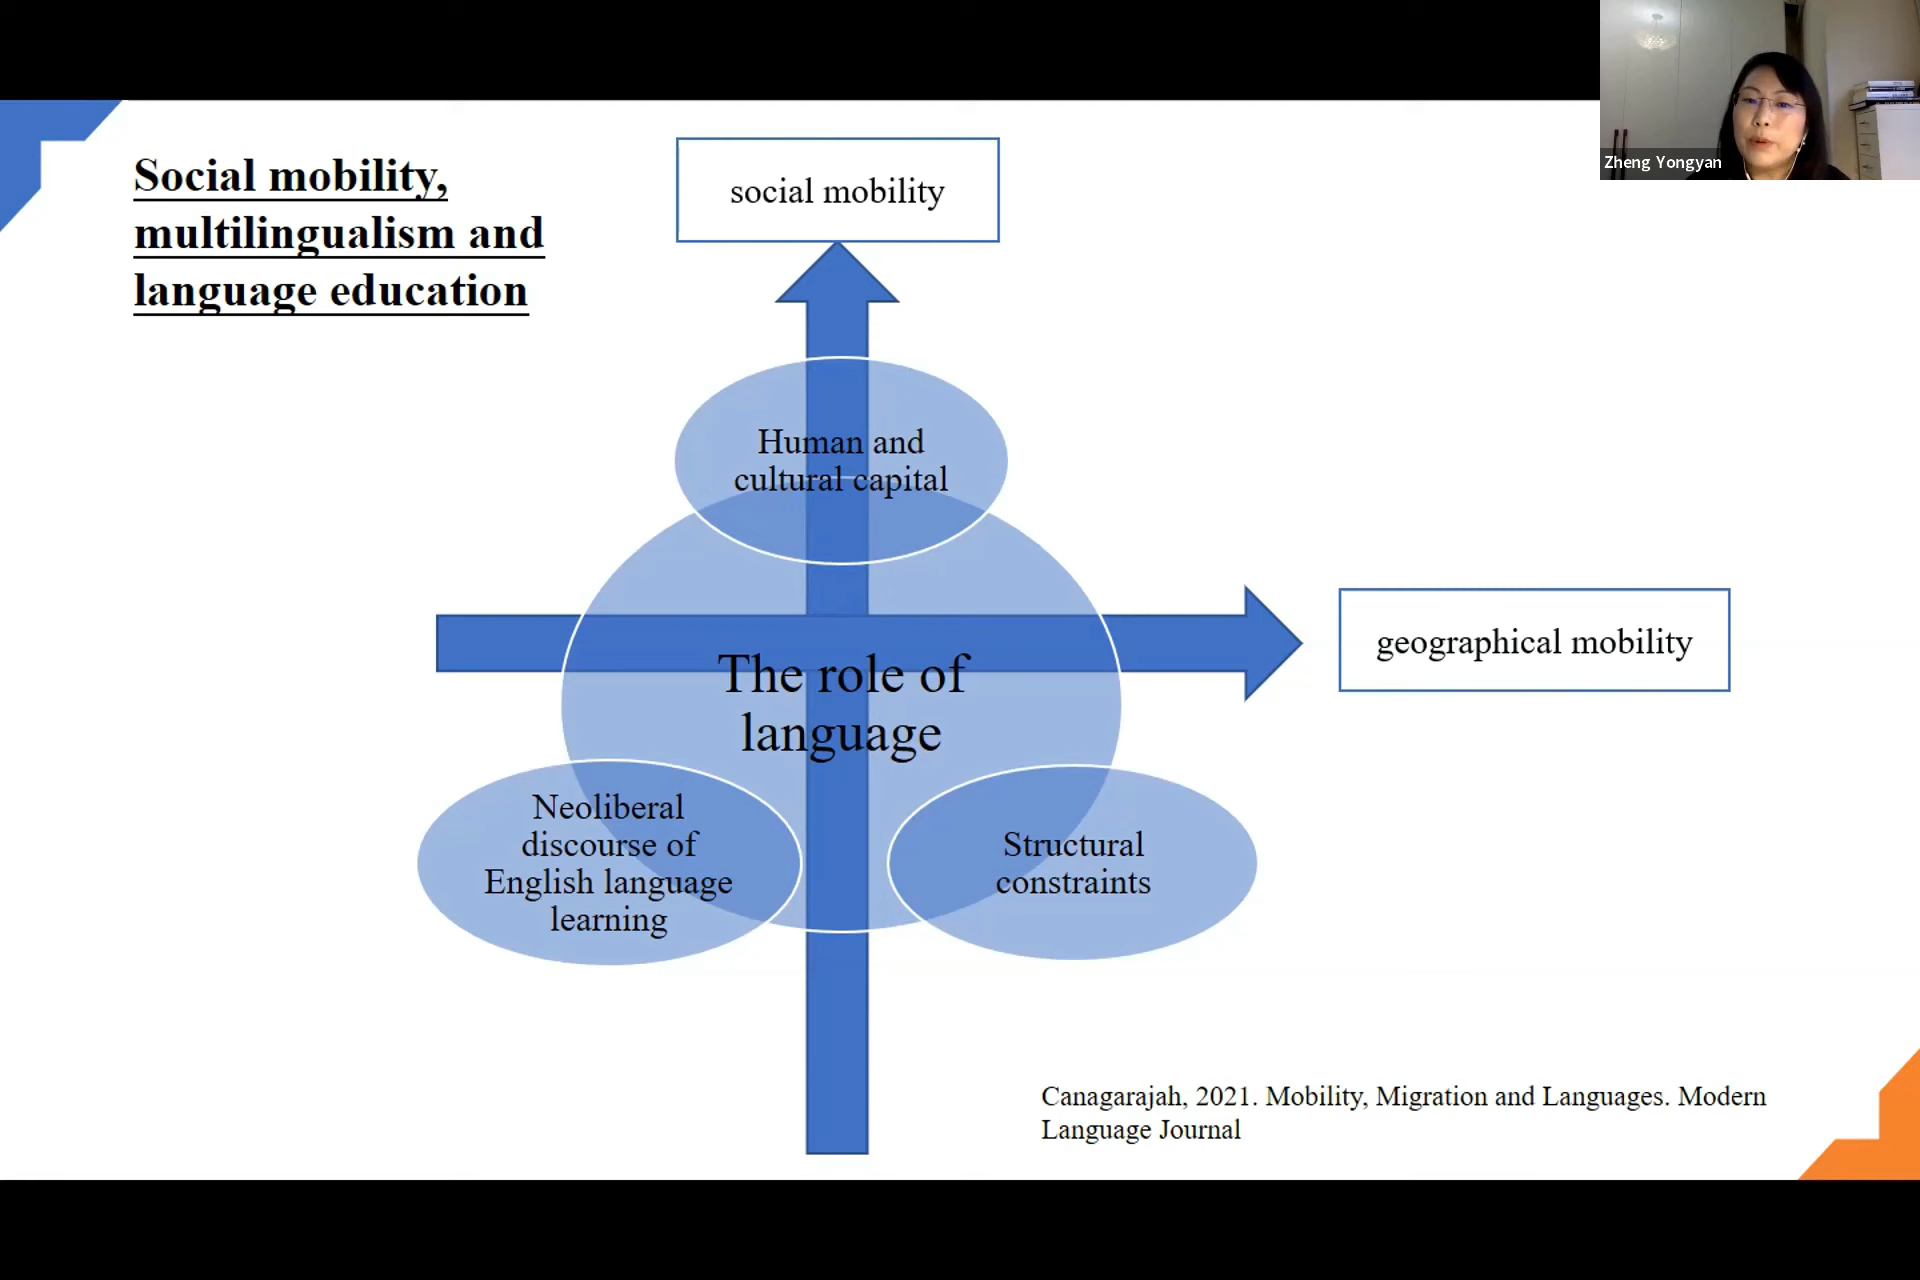 Zheng Yongyan
Social mobility,
multilingualism and
language education
social mobility
Human and
cultural capital
geographical mobility
The role of
language
Neoliberal
discourse of
English language
learning
Structural
constraints
Canagarajah, 2021. Mobility, Migration and Languages. Modern
Language Journal